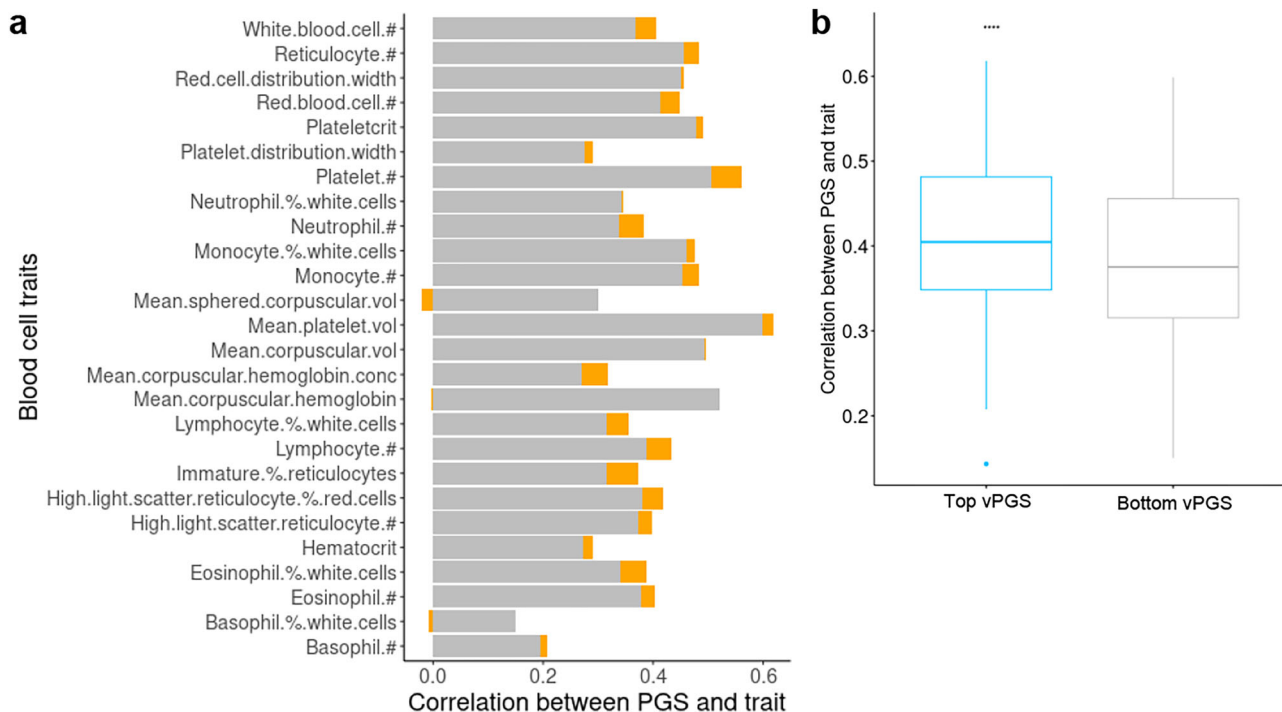 a
Blood cell traits
White.blood.cell.#
Reticulocyte.#
Red.cell.distribution.width
Red.blood.cell.#
Plateletcrit
Platelet.distribution.width
Platelet.#
Neutrophil.%.white.cells
Neutrophil.#
Monocyte.%.white.cells
Monocyte.#
Mean.sphered.corpuscular.vol
Mean.platelet.vol
Mean.corpuscular.vol
Mean.corpuscular.hemoglobin.conc
Mean.corpuscular.hemoglobin
Lymphocyte.%.white.cells
Lymphocyte.#
Immature.%.reticulocytes
High.light.scatter.reticulocyte.%.red.cells
High.light.scatter.reticulocyte.#
Hematocrit
Eosinophil.%.white.cells
Eosinophil.#
Basophil.%.white.cells
Basophil.#
0.0 0.2 0.4 0.6
Correlation between PGS and trait
b
Correlation between PGS and trait
0.6
0.5
0.4
0.3
0.2
****
Top vPGS Bottom vPGS